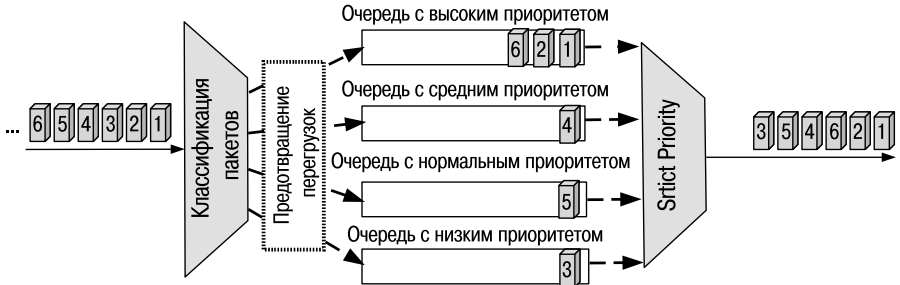 ... 6 5 4 3 2 1
Классификация
пакетов
Предотвращение
перегрузок
Очередь с высоким приоритетом
6 2 1
Очередь с средним приоритетом
4
Очередь с нормальным приоритетом
5
Очередь с низким приоритетом
3
Srtict Priority
3 5 4 6 2 1